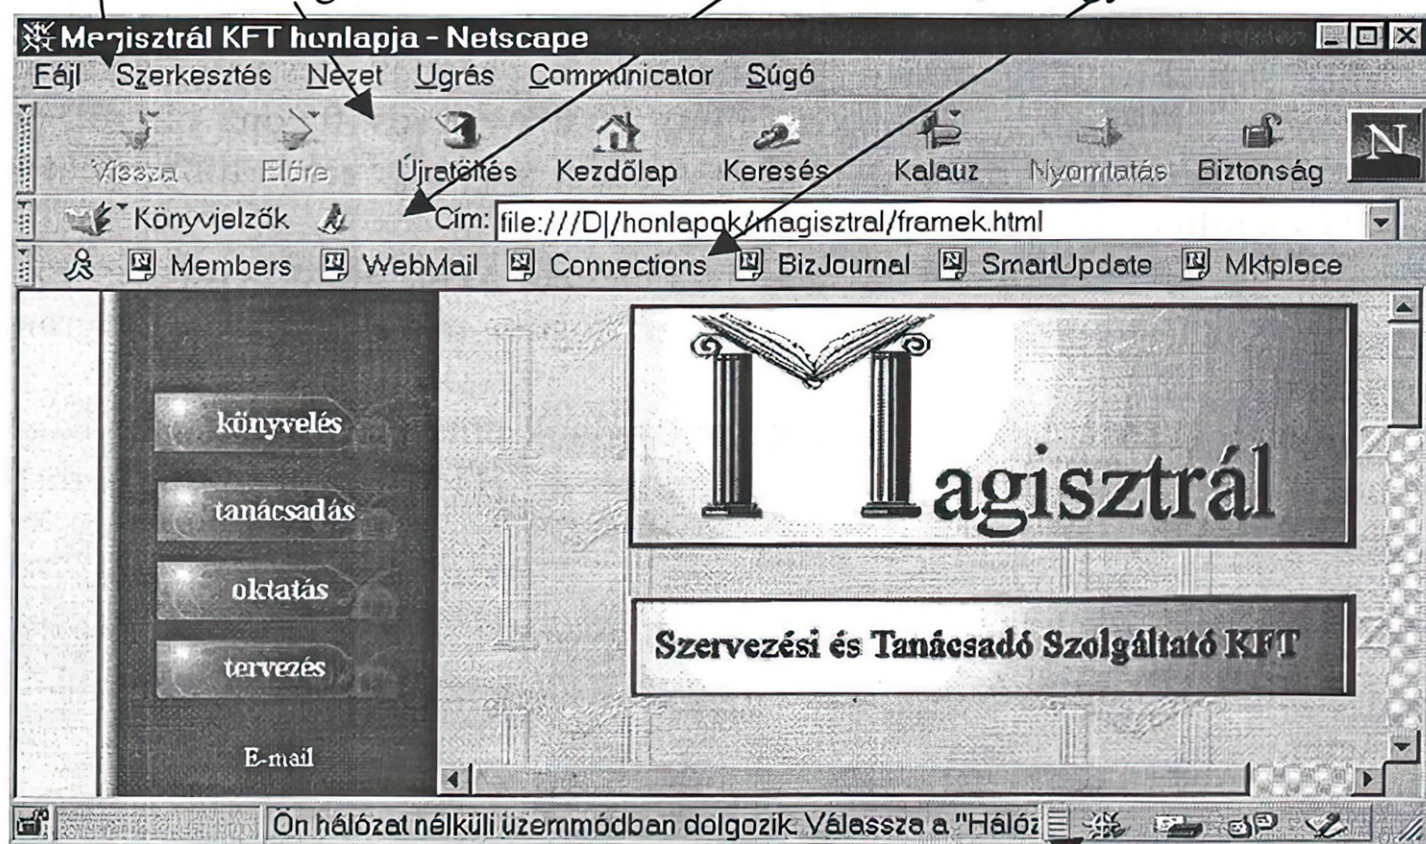 Magisztrál KFT honlapja - Netscape
Fájl Szerkesztés Nézet Ugrás Communicator Súgó
Vissza Előre Újratöltés Kezdőlap Keresés Kalauz Nyomtatás Biztonság N
Könyvjelzők Cím: file:///D|/honlapok/magisztral/framek.html
Members WebMail Connections BizJournal SmartUpdate Mktplace
könyvelés
tanácsadás
oktatás
tervezés
E-mail
Magisztrál
Szervezési és Tanácsadó Szolgáltató KFT
Ön hálózat nélküli üzemmódban dolgozik. Válassza a "Hálóz